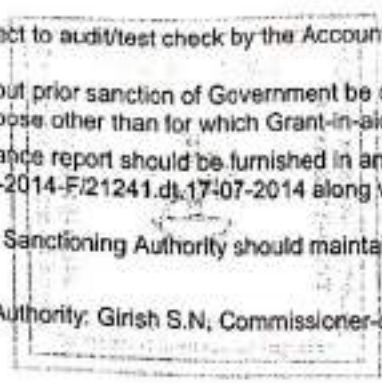 ect to audit/test check by the Account
out prior sanction of Government be
pose other than for which Grant-in-aid
ance report should be furnished in an
-2014-F/21241.dt.17-07-2014 along
Sanctioning Authority should mainta
Authority: Girish S.N, Commissioner-